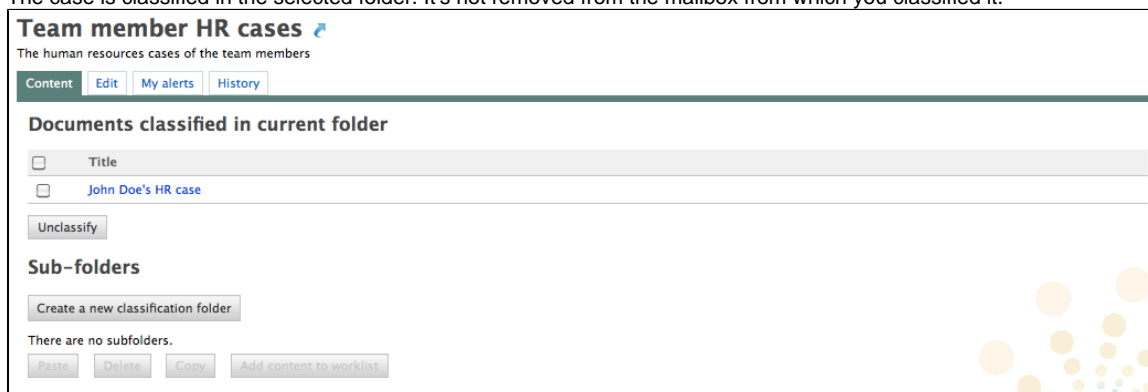 The case is classified in the selected folder. It's not removed from the mailbox from which you classified it.
Team member HR cases
The human resources cases of the team members
Content Edit My alerts History
Documents classified in current folder
Title
John Doe's HR case
Unclassify
Sub-folders
Create a new classification folder
There are no subfolders.
Paste Delete Copy Add content to worklist